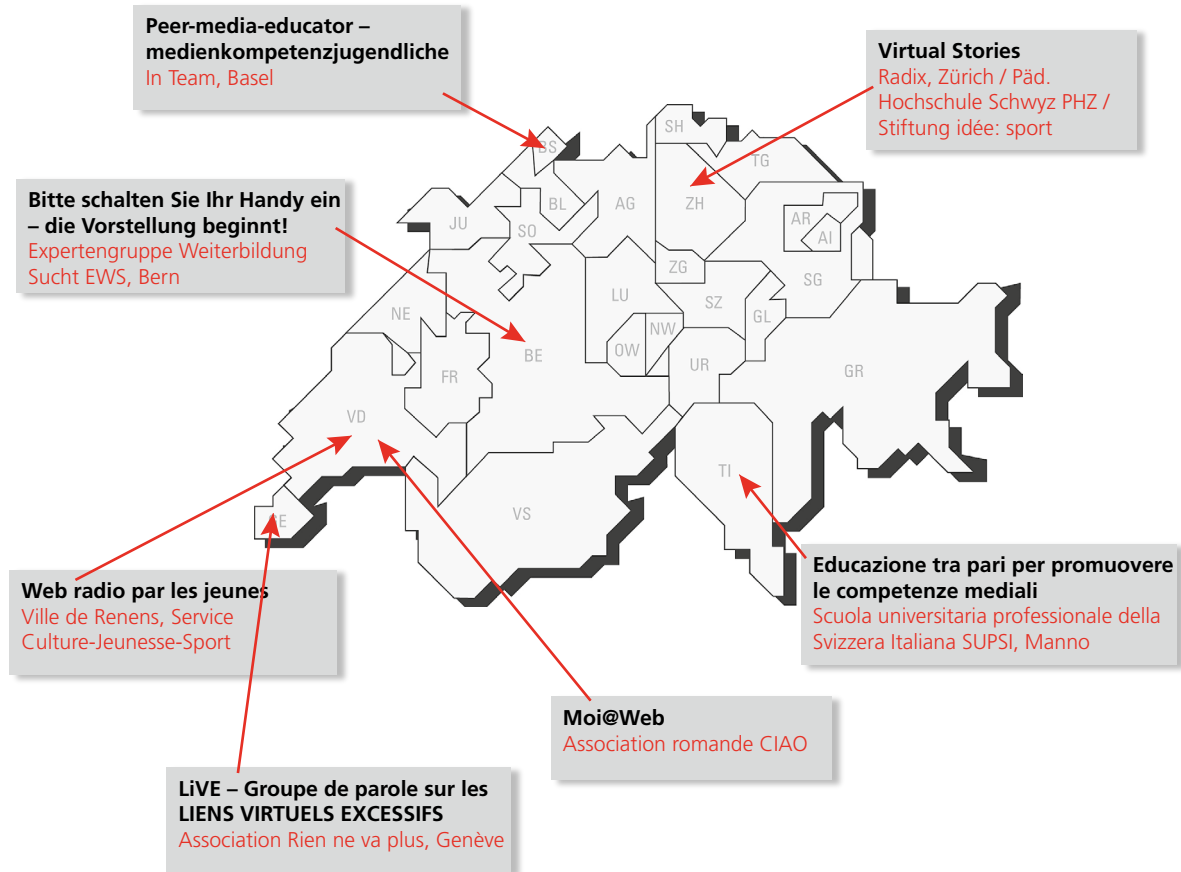 Peer-media-educator –
medienkompetenzjugendliche
In Team, Basel
Virtual Stories
Radix, Zürich / Päd.
Hochschule Schwyz PHZ /
Stiftung idée: sport
Bitte schalten Sie Ihr Handy ein
– die Vorstellung beginnt!
Expertengruppe Weiterbildung
Sucht EWS, Bern
SH
BS
TG
BL
AG
ZH
JU
SO
AR
AI
ZG
LU
SZ
SG
NE
NW
GL
OW
BE
UR
FR
GR
VD
TI
VS
GE
Web radio par les jeunes
Ville de Renens, Service
Culture-Jeunesse-Sport
Educazione tra pari per promuovere
le competenze mediali
Scuola universitaria professionale della
Svizzera Italiana SUPSI, Manno
Moi@Web
Association romande CIAO
LiVE – Groupe de parole sur les
LIENS VIRTUELS EXCESSIFS
Association Rien ne va plus, Genève